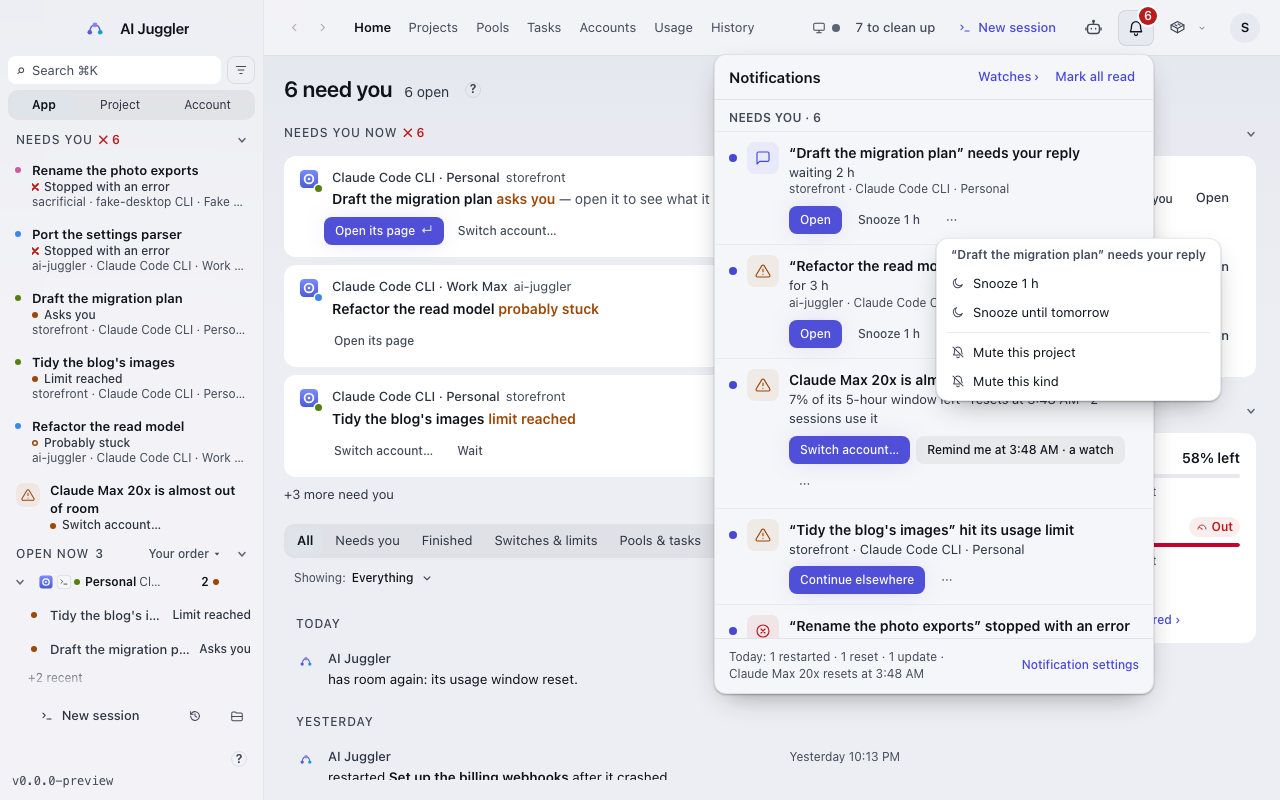 AI Juggler
Search ⌘K
App Project Account
NEEDS YOU 6
Rename the photo exports
Stopped with an error
sacrificial · fake-desktop CLI · Fake ...
Port the settings parser
Stopped with an error
ai-juggler · Claude Code CLI · Work ...
Draft the migration plan
Asks you
storefront · Claude Code CLI · Perso...
Tidy the blog's images
Limit reached
storefront · Claude Code CLI · Perso...
Refactor the read model
Probably stuck
ai-juggler · Claude Code CLI · Work ...
Claude Max 20x is almost out
of room
Switch account...
OPEN NOW 3 Your order
Personal Cl... 2
Tidy the blog's i... Limit reached
Draft the migration p... Asks you
+2 recent
New session
?
v0.0.0-preview
Home Projects Pools Tasks Accounts Usage History
7 to clean up
New session
6
S
6 need you 6 open ?
NEEDS YOU NOW 6
Claude Code CLI · Personal storefront
Draft the migration plan asks you — open it to see what it
Open its page ↵ Switch account...
you Open
Claude Code CLI · Work Max ai-juggler
Refactor the read model probably stuck
Open its page
Claude Code CLI · Personal storefront
Tidy the blog's images limit reached
Switch account... Wait
+3 more need you
All Needs you Finished Switches & limits Pools & tasks
Showing: Everything
TODAY
AI Juggler
has room again: its usage window reset.
YESTERDAY
AI Juggler Yesterday 10:13 PM
restarted Set up the billing webhooks after it crashed
58% left
Out
Notifications Watches › Mark all read
NEEDS YOU · 6
“Draft the migration plan” needs your reply
waiting 2 h
storefront · Claude Code CLI · Personal
Open Snooze 1 h ...
“Refactor the read mo
for 3 h
ai-juggler · Claude Code C
Open Snooze 1 h
Claude Max 20x is alm
7% of its 5-hour window left · resets at 3:48 AM · 2
sessions use it
Switch account... Remind me at 3:48 AM · a watch
...
“Tidy the blog's images” hit its usage limit
storefront · Claude Code CLI · Personal
Continue elsewhere ...
“Rename the photo exports” stopped with an error
Today: 1 restarted · 1 reset · 1 update ·
Claude Max 20x resets at 3:48 AM
Notification settings
“Draft the migration plan” needs your reply
Snooze 1 h
Snooze until tomorrow
Mute this project
Mute this kind